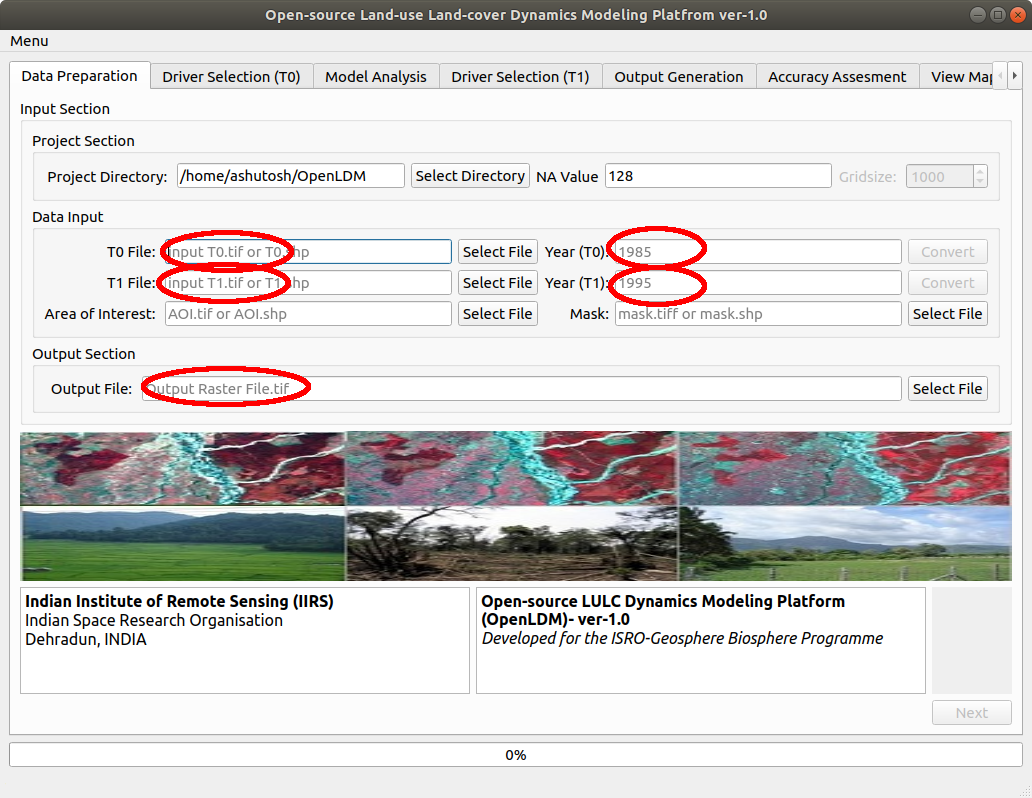 Open-source Land-use Land-cover Dynamics Modeling Platfrom ver-1.0
Menu
Data Preparation Driver Selection (T0) Model Analysis Driver Selection (T1) Output Generation Accuracy Assesment View Map
Input Section
Project Section
Project Directory: /home/ashutosh/OpenLDM Select Directory NA Value 128 Gridsize: 1000
Data Input
T0 File: input T0.tif or T0.shp Select File Year (T0): 1985 Convert
T1 File: input T1.tif or T1.shp Select File Year (T1): 1995 Convert
Area of Interest: AOI.tif or AOI.shp Select File Mask: mask.tiff or mask.shp Select File
Output Section
Output File: Output Raster File.tif Select File
Indian Institute of Remote Sensing (IIRS)
Indian Space Research Organisation
Dehradun, INDIA
Open-source LULC Dynamics Modeling Platform
(OpenLDM)- ver-1.0
Developed for the ISRO-Geosphere Biosphere Programme
Next
0%